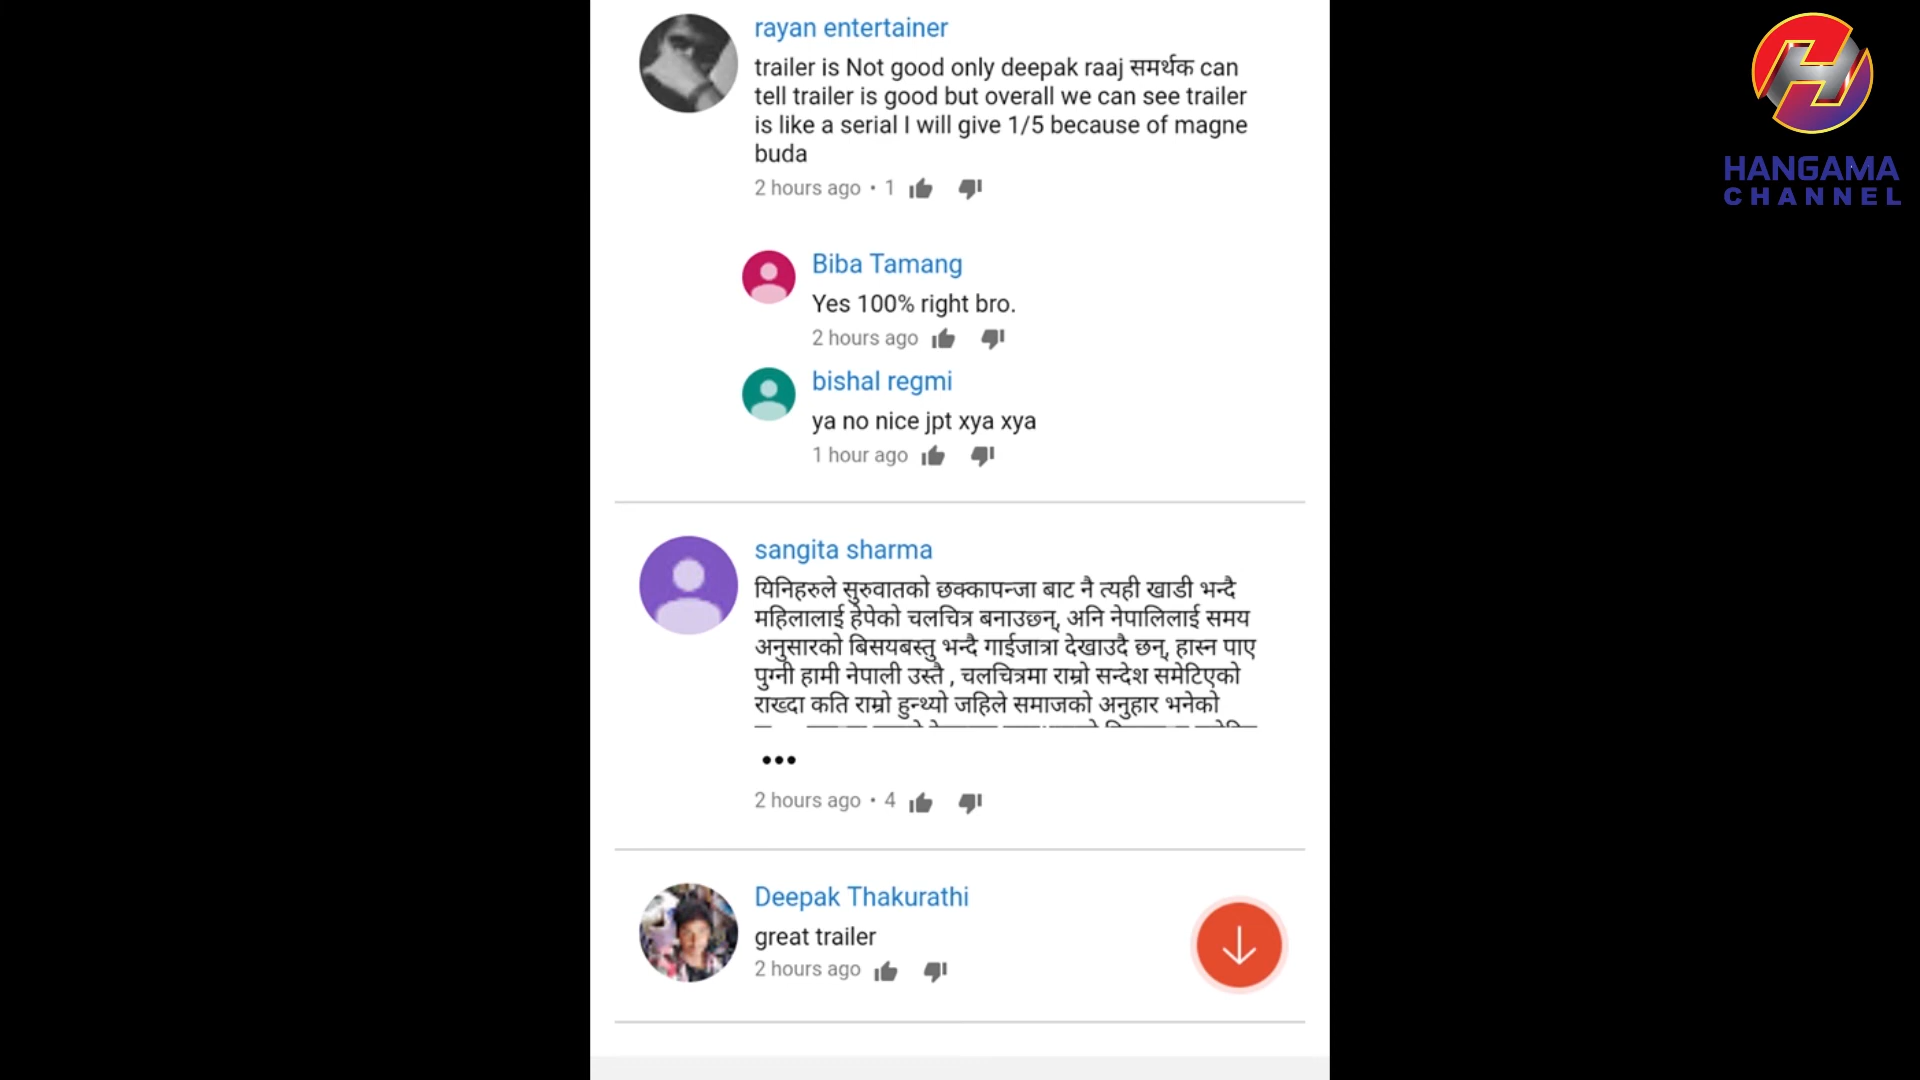 rayan entertainer
trailer is Not good only deepak raaj समर्थक can
tell trailer is good but overall we can see trailer
is like a serial I will give 1/5 because of magne
buda
2 hours ago • 1
Biba Tamang
Yes 100% right bro.
2 hours ago
bishal regmi
ya no nice jpt xya xya
1 hour ago
sangita sharma
यिनिहरुले सुरुवातको छक्कापन्जा बाट नै त्यही खाडी भन्दै
महिलालाई हेपेको चलचित्र बनाउछन्, अनि नेपालिलाई समय
अनुसारको बिसयबस्तु भन्दै गाईजात्रा देखाउदै छन्, हास्न पाए
पुग्नी हामी नेपाली उस्तै , चलचित्रमा राम्रो सन्देश समेटिएको
राख्दा कति राम्रो हुन्थ्यो जहिले समाजको अनुहार भनेको
2 hours ago • 4
Deepak Thakurathi
great trailer
2 hours ago
HANGAMA
CHANNEL